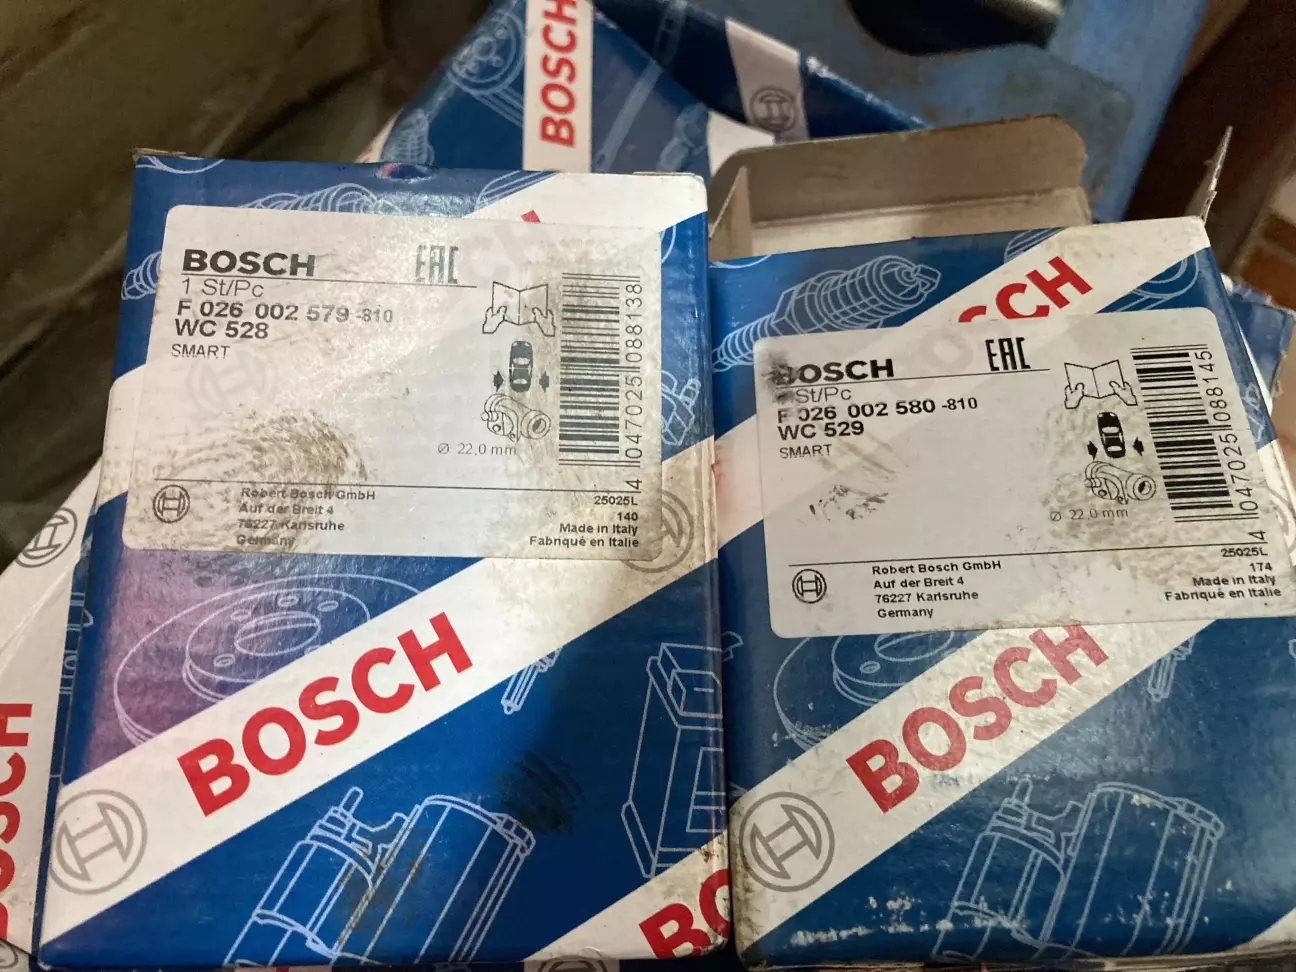 BOSCH
BOSCH
EAC
1 St/Pc
F 026 002 579 -810
WC 528
SMART
Ø 22,0 mm
4 047025 088138
Robert Bosch GmbH
Auf der Breit 4
76227 Karlsruhe
Germany
25025L
140
Made in Italy
Fabriqué en Italie
BOSCH
SCH
BOSCH
EAC
St/Pc
F 026 002 580 -810
WC 529
SMART
Ø 22,0 mm
4 047025 088145
Robert Bosch GmbH
Auf der Breit 4
76227 Karlsruhe
Germany
25025L
174
Made in Italy
Fabriqué en Italie
BOSCH